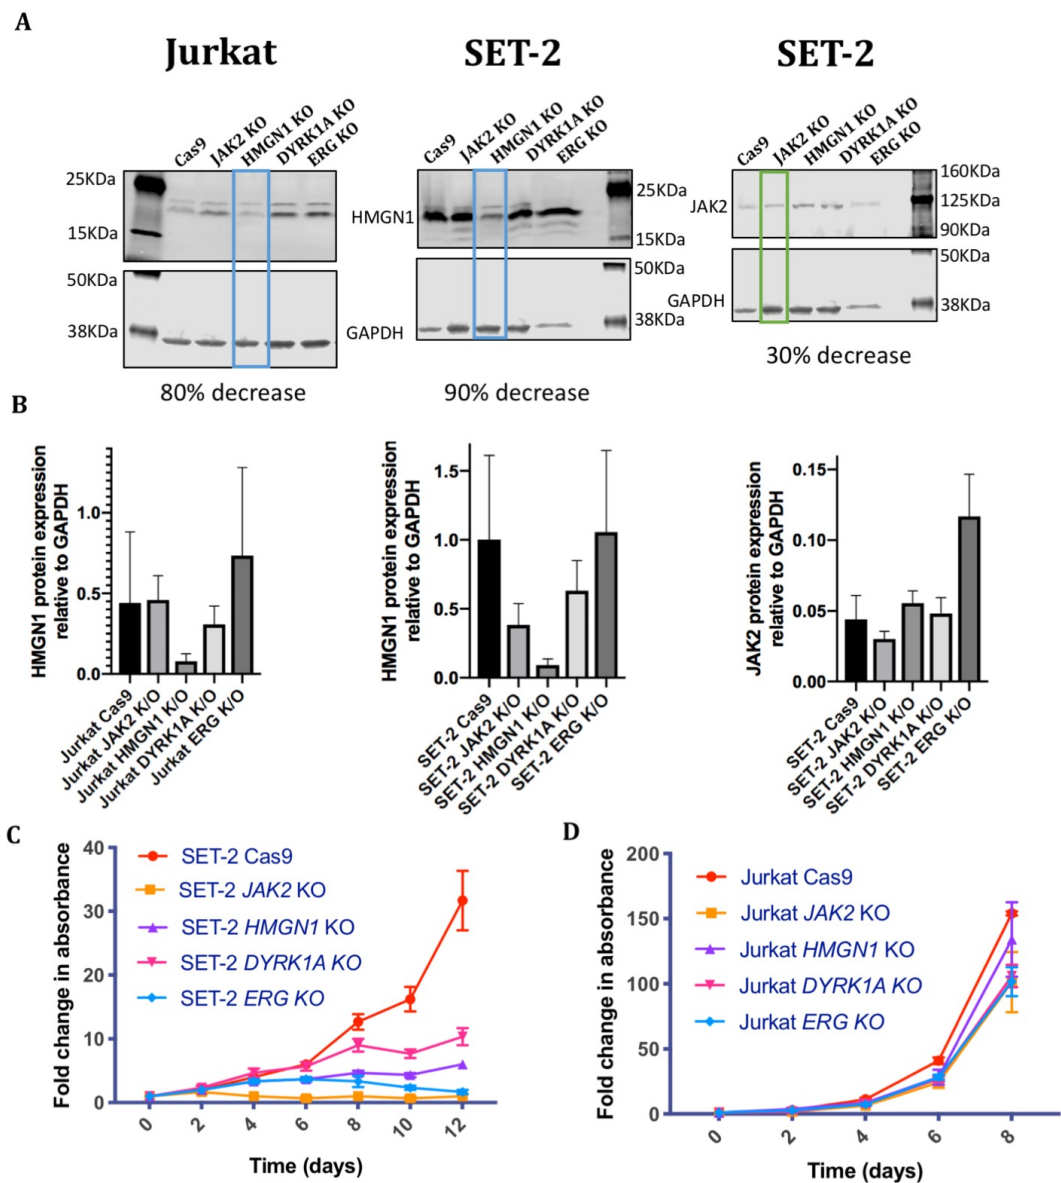 A
Jurkat
SET-2
SET-2
Cas9
JAK2 KO
HMGN1 KO
DYRK1A KO
ERG KO
Cas9
JAK2 KO
HMGN1 KO
DYRK1A KO
ERG KO
Cas9
JAK2 KO
HMGN1 KO
DYRK1A KO
ERG KO
25KDa
15KDa
50KDa
38KDa
HMGN1
GAPDH
25KDa
15KDa
50KDa
38KDa
JAK2
GAPDH
160KDa
125KDa
90KDa
50KDa
38KDa
80% decrease
90% decrease
30% decrease
B
HMGN1 protein expression
relative to GAPDH
1.0
0.5
0.0
Jurkat Cas9
Jurkat JAK2 K/O
Jurkat HMGN1 K/O
Jurkat DYRK1A K/O
Jurkat ERG K/O
HMGN1 protein expression
relative to GAPDH
1.5
1.0
0.5
0.0
SET-2 Cas9
SET-2 JAK2 K/O
SET-2 HMGN1 K/O
SET-2 DYRK1A K/O
SET-2 ERG K/O
JAK2 protein expression
relative to GAPDH
0.15
0.10
0.05
0.00
SET-2 Cas9
SET-2 JAK2 K/O
SET-2 HMGN1 K/O
SET-2 DYRK1A K/O
SET-2 ERG K/O
C
Fold change in absorbance
40
30
20
10
0
SET-2 Cas9
SET-2 JAK2 KO
SET-2 HMGN1 KO
SET-2 DYRK1A KO
SET-2 ERG KO
0
2
4
6
8
10
12
Time (days)
D
Fold change in absorbance
200
150
100
50
0
Jurkat Cas9
Jurkat JAK2 KO
Jurkat HMGN1 KO
Jurkat DYRK1A KO
Jurkat ERG KO
0
2
4
6
8
Time (days)